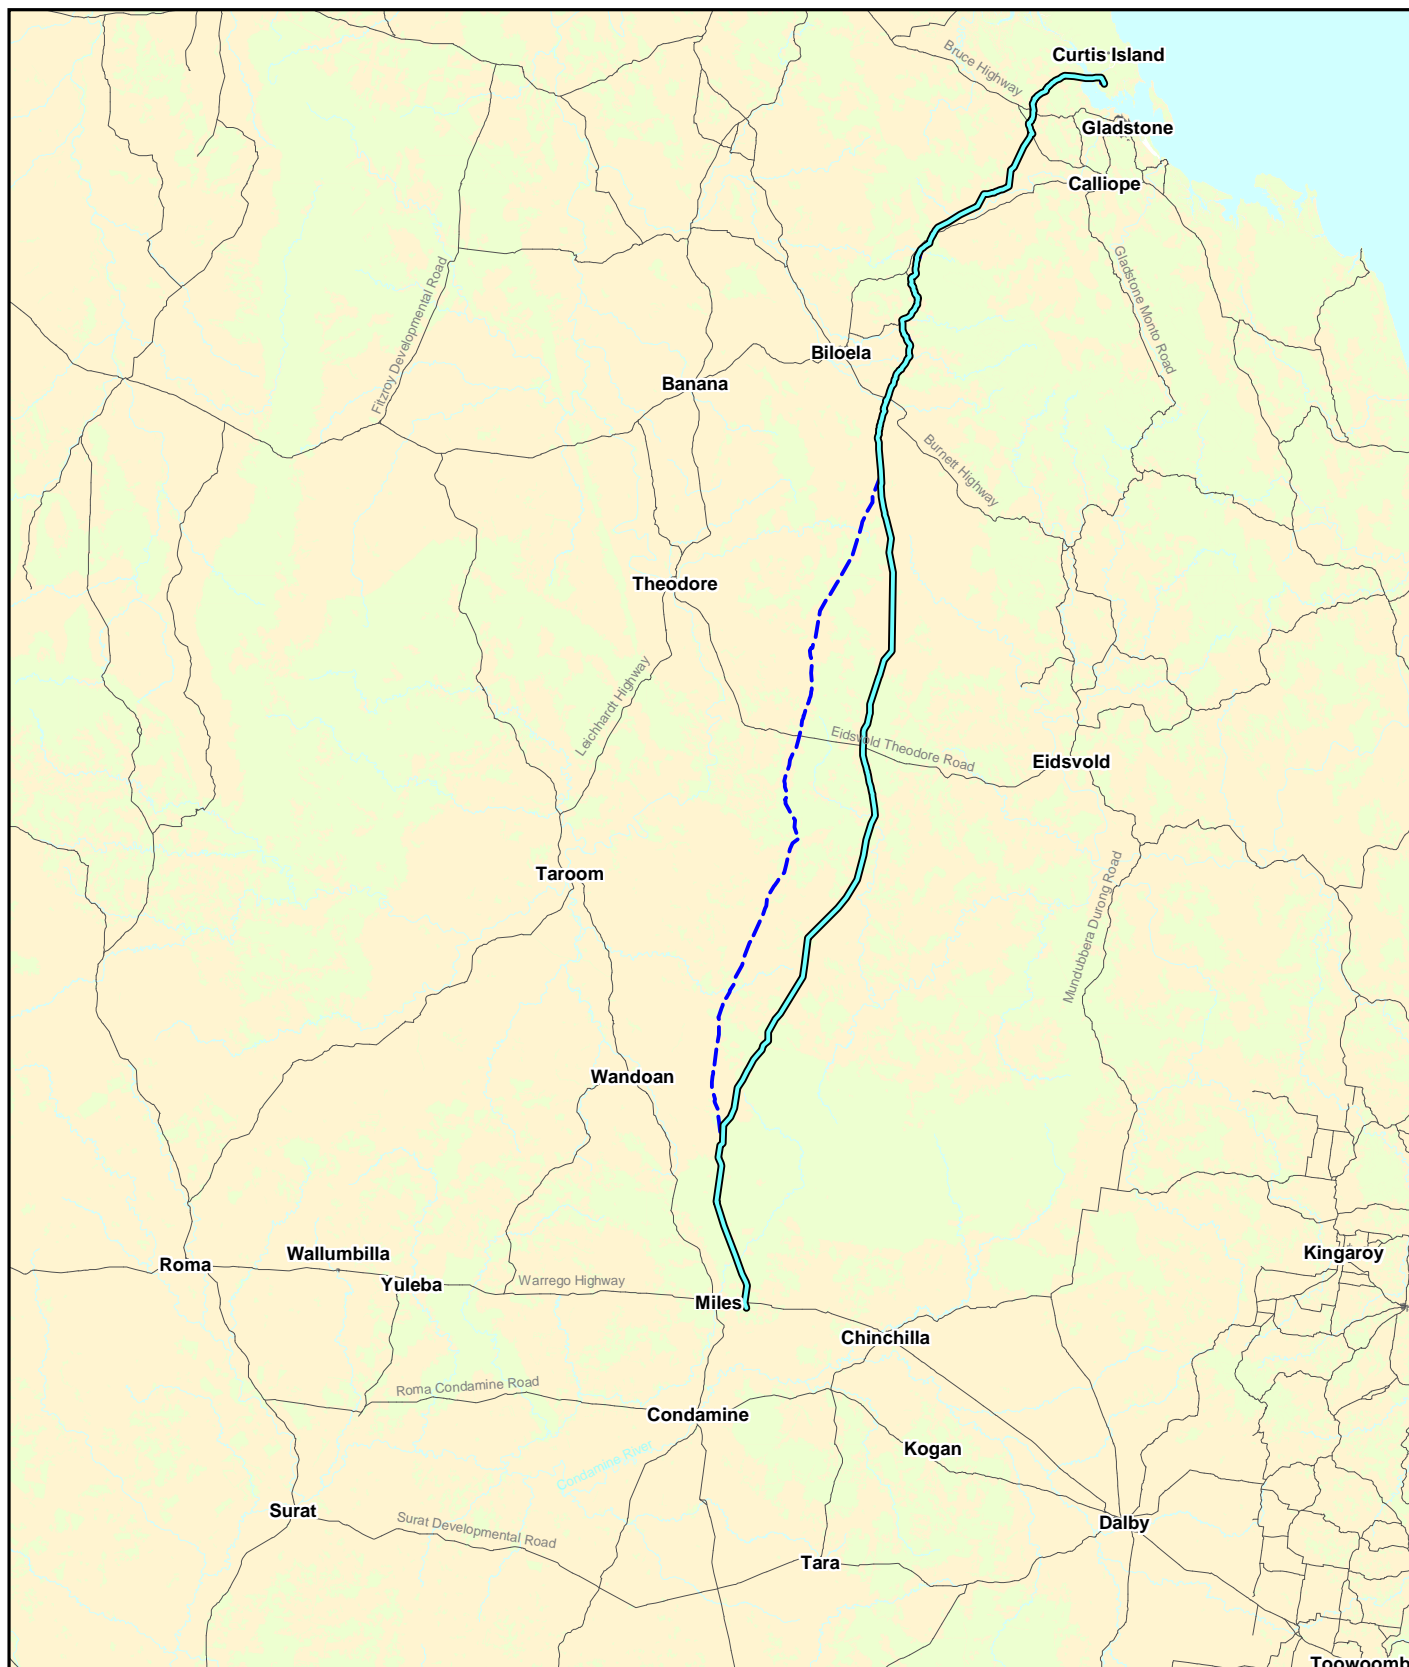 Curtis Island
Bruce Highway
Gladstone
Calliope
Gladstone Monto Road
Fitzroy Developmental Road
Biloela
Banana
Burnett Highway
Theodore
Leichhardt Highway
Eidsvold Theodore Road
Eidsvold
Taroom
Mundubbera Durong Road
Wandoan
Wallumbilla
Kingaroy
Roma
Yuleba
Warrego Highway
Miles
Chinchilla
Roma Condamine Road
Condamine
Kogan
Condamine River
Surat
Surat Developmental Road
Dalby
Tara
Toowoomb